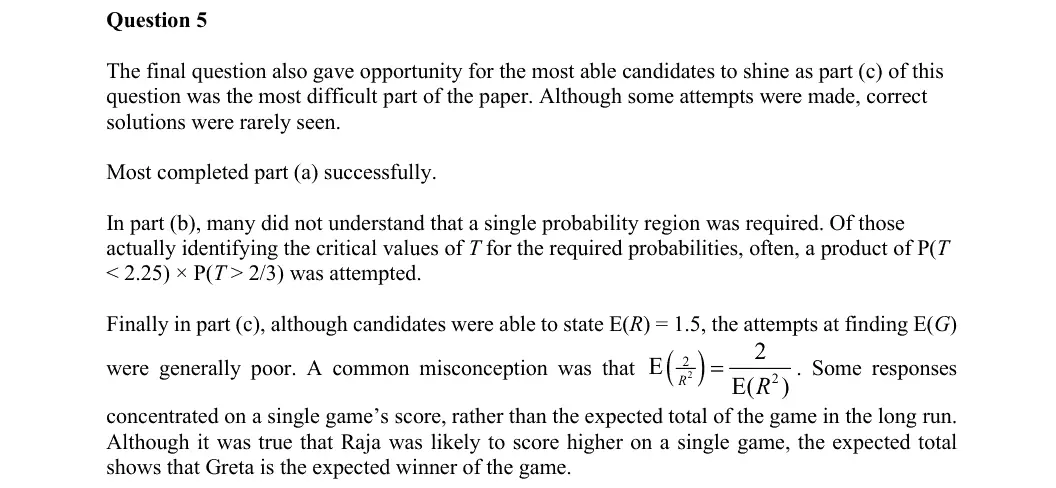 Question 5
The final question also gave opportunity for the most able candidates to shine as part (c) of this
question was the most difficult part of the paper. Although some attempts were made, correct
solutions were rarely seen.
Most completed part (a) successfully.
In part (b), many did not understand that a single probability region was required. Of those
actually identifying the critical values of T for the required probabilities, often, a product of P(T
< 2.25) × P(T > 2/3) was attempted.
Finally in part (c), although candidates were able to state E(R) = 1.5, the attempts at finding E(G)
were generally poor. A common misconception was that E(2/R²) = 2/E(R²). Some responses
concentrated on a single game's score, rather than the expected total of the game in the long run.
Although it was true that Raja was likely to score higher on a single game, the expected total
shows that Greta is the expected winner of the game.